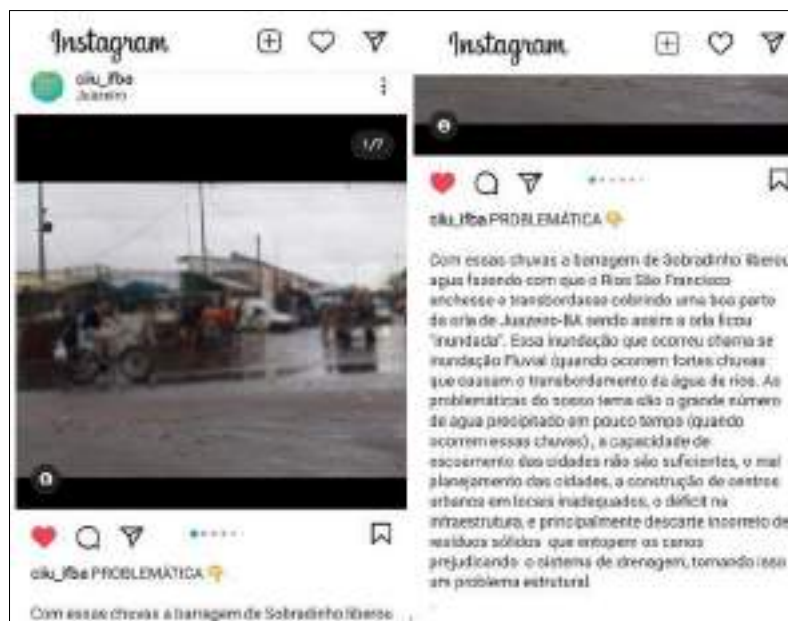 Instagram
ciiu_ifba
Juazeiro
1/7
ciiu_ifba PROBLEMÁTICA
Com essas chuvas a barragem de Sobradinho liberou
Instagram
ciiu_ifba PROBLEMÁTICA
Com essas chuvas a barragem de Sobradinho liberou
agua fazendo com que o Rios São Francisco
enchesse e transbordasse cobrindo uma boa parte
da orla de Juazeiro-BA sendo assim a orla ficou
"inundada". Essa inundação que ocorreu chama se
inundação Fluvial (quando ocorrem fortes chuvas
que causam o transbordamento da água de rios. As
problemáticas do nosso tema são o grande número
de agua precipitado em pouco tempo (quando
ocorrem essas chuvas), a capacidade de
escoamento das cidades não são suficientes, o mal
planejamento das cidades, a construção de centros
urbanos em locais inadequados, o déficit na
infraestrutura, e principalmente descarte incorreto de
resíduos sólidos que entopem os canos
prejudicando o sistema de drenagem, tornando isso
um problema estrutural